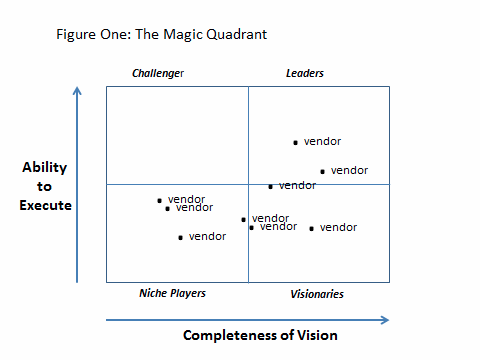 Figure One: The Magic Quadrant
Challenger
Leaders
vendor
vendor
Ability
to
Execute
vendor
vendor
vendor
vendor
vendor
vendor
vendor
Niche Players
Visionaries
Completeness of Vision